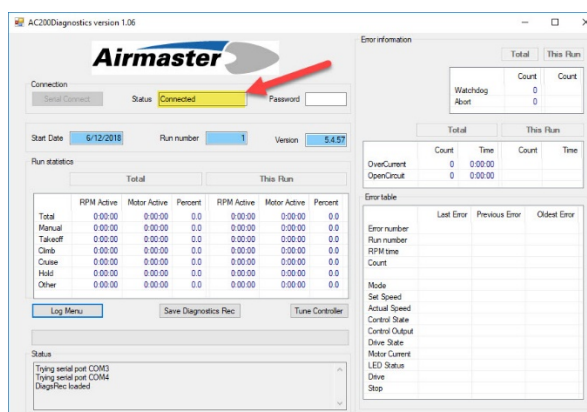 AC200Diagnostics version 1.06
Airmaster
Connection
Serial Connect Status Connected Password
Start Date 6/12/2018 Run number 1 Version 5.4.57
Run statistics
Total This Run
RPM Active Motor Active Percent RPM Active Motor Active Percent
Total 0:00:00 0:00:00 0.0 0:00:00 0:00:00 0.0
Manual 0:00:00 0:00:00 0.0 0:00:00 0:00:00 0.0
Takeoff 0:00:00 0:00:00 0.0 0:00:00 0:00:00 0.0
Climb 0:00:00 0:00:00 0.0 0:00:00 0:00:00 0.0
Cruise 0:00:00 0:00:00 0.0 0:00:00 0:00:00 0.0
Hold 0:00:00 0:00:00 0.0 0:00:00 0:00:00 0.0
Other 0:00:00 0:00:00 0.0 0:00:00 0:00:00 0.0
Log Menu Save Diagnostics Rec Tune Controller
Status
Trying serial port COM3
Trying serial port COM4
DiagsRec loaded
Error information
Total This Run
Count Count
Watchdog 0
Abort 0
Total This Run
Count Time Count Time
OverCurrent 0 0:00:00
OpenCircuit 0 0:00:00
Error table
Last Error Previous Error Oldest Error
Error number
Run number
RPM time
Count
Mode
Set Speed
Actual Speed
Control State
Control Output
Drive State
Motor Current
LED Status
Drive
Stop